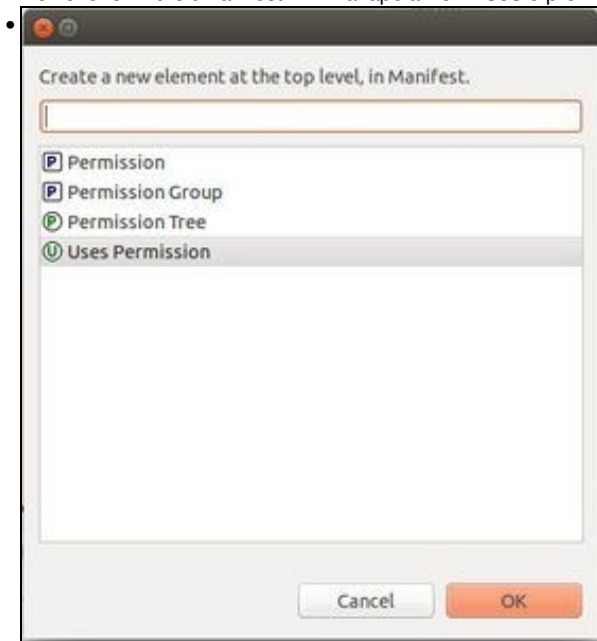 Create a new element at the top level, in Manifest.
P Permission
P Permission Group
P Permission Tree
U Uses Permission
Cancel
OK